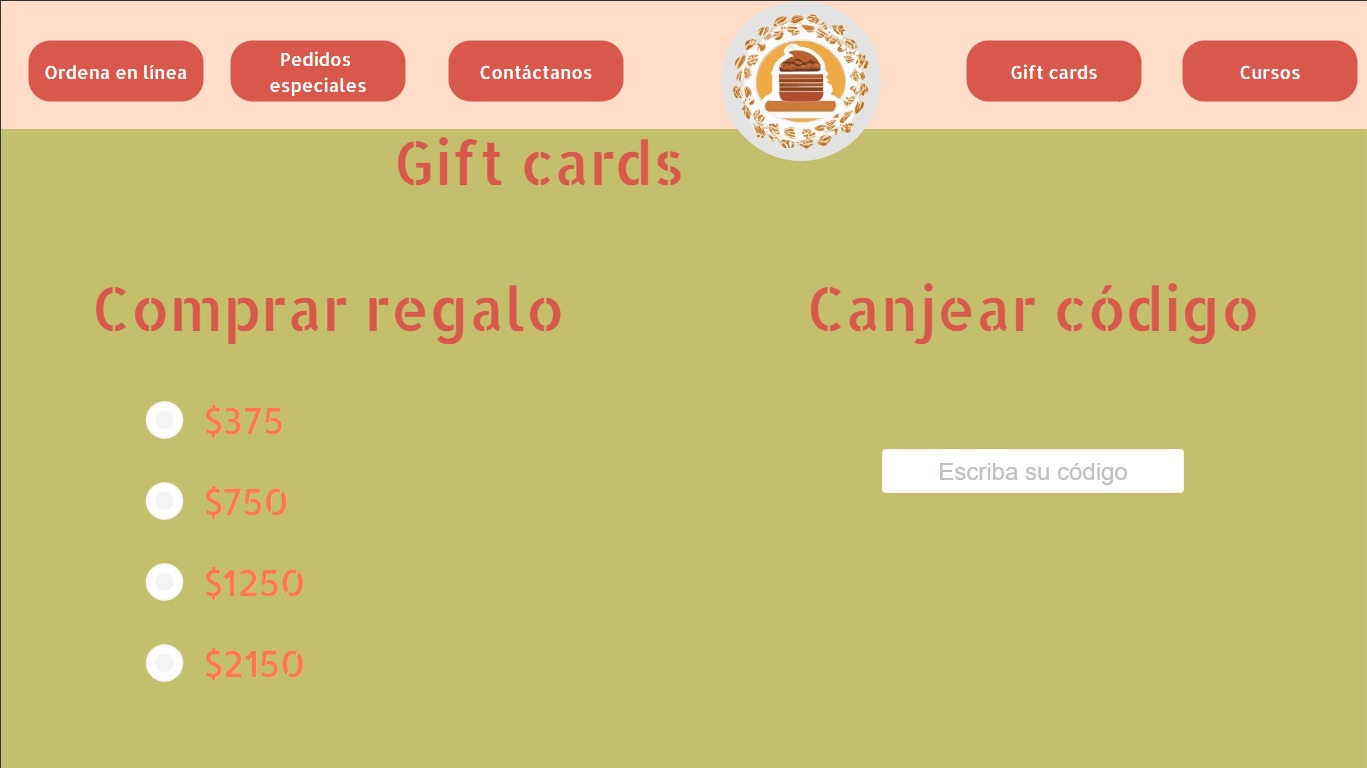 Ordena en línea
Pedidos
especiales
Contáctanos
Gift cards
Cursos
Gift cards
Comprar regalo
Canjear código
$375
$750
$1250
$2150
Escriba su código